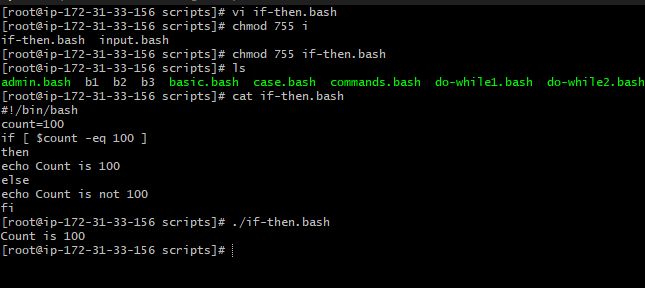 [root@ip-172-31-33-156 scripts]# vi if-then.bash
[root@ip-172-31-33-156 scripts]# chmod 755 i
if-then.bash  input.bash
[root@ip-172-31-33-156 scripts]# chmod 755 if-then.bash
[root@ip-172-31-33-156 scripts]# ls
admin.bash  b1  b2  b3  basic.bash  case.bash  commands.bash  do-while1.bash  do-while2.bash
[root@ip-172-31-33-156 scripts]# cat if-then.bash
#!/bin/bash
count=100
if [ $count -eq 100 ]
then
echo Count is 100
else
echo Count is not 100
fi
[root@ip-172-31-33-156 scripts]# ./if-then.bash
Count is 100
[root@ip-172-31-33-156 scripts]#